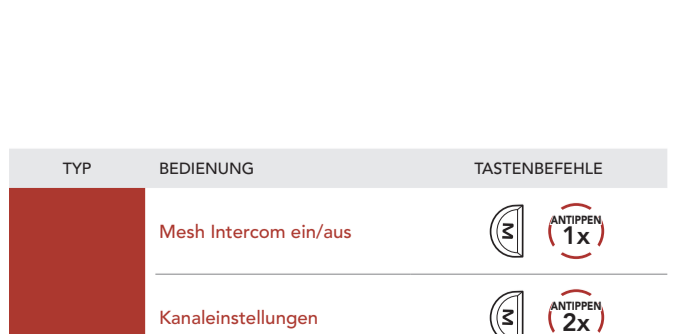 TYP BEDIENUNG TASTENBEFEHLE
Mesh Intercom ein/aus M ANTIPPEN 1x
Kanaleinstellungen M ANTIPPEN 2x